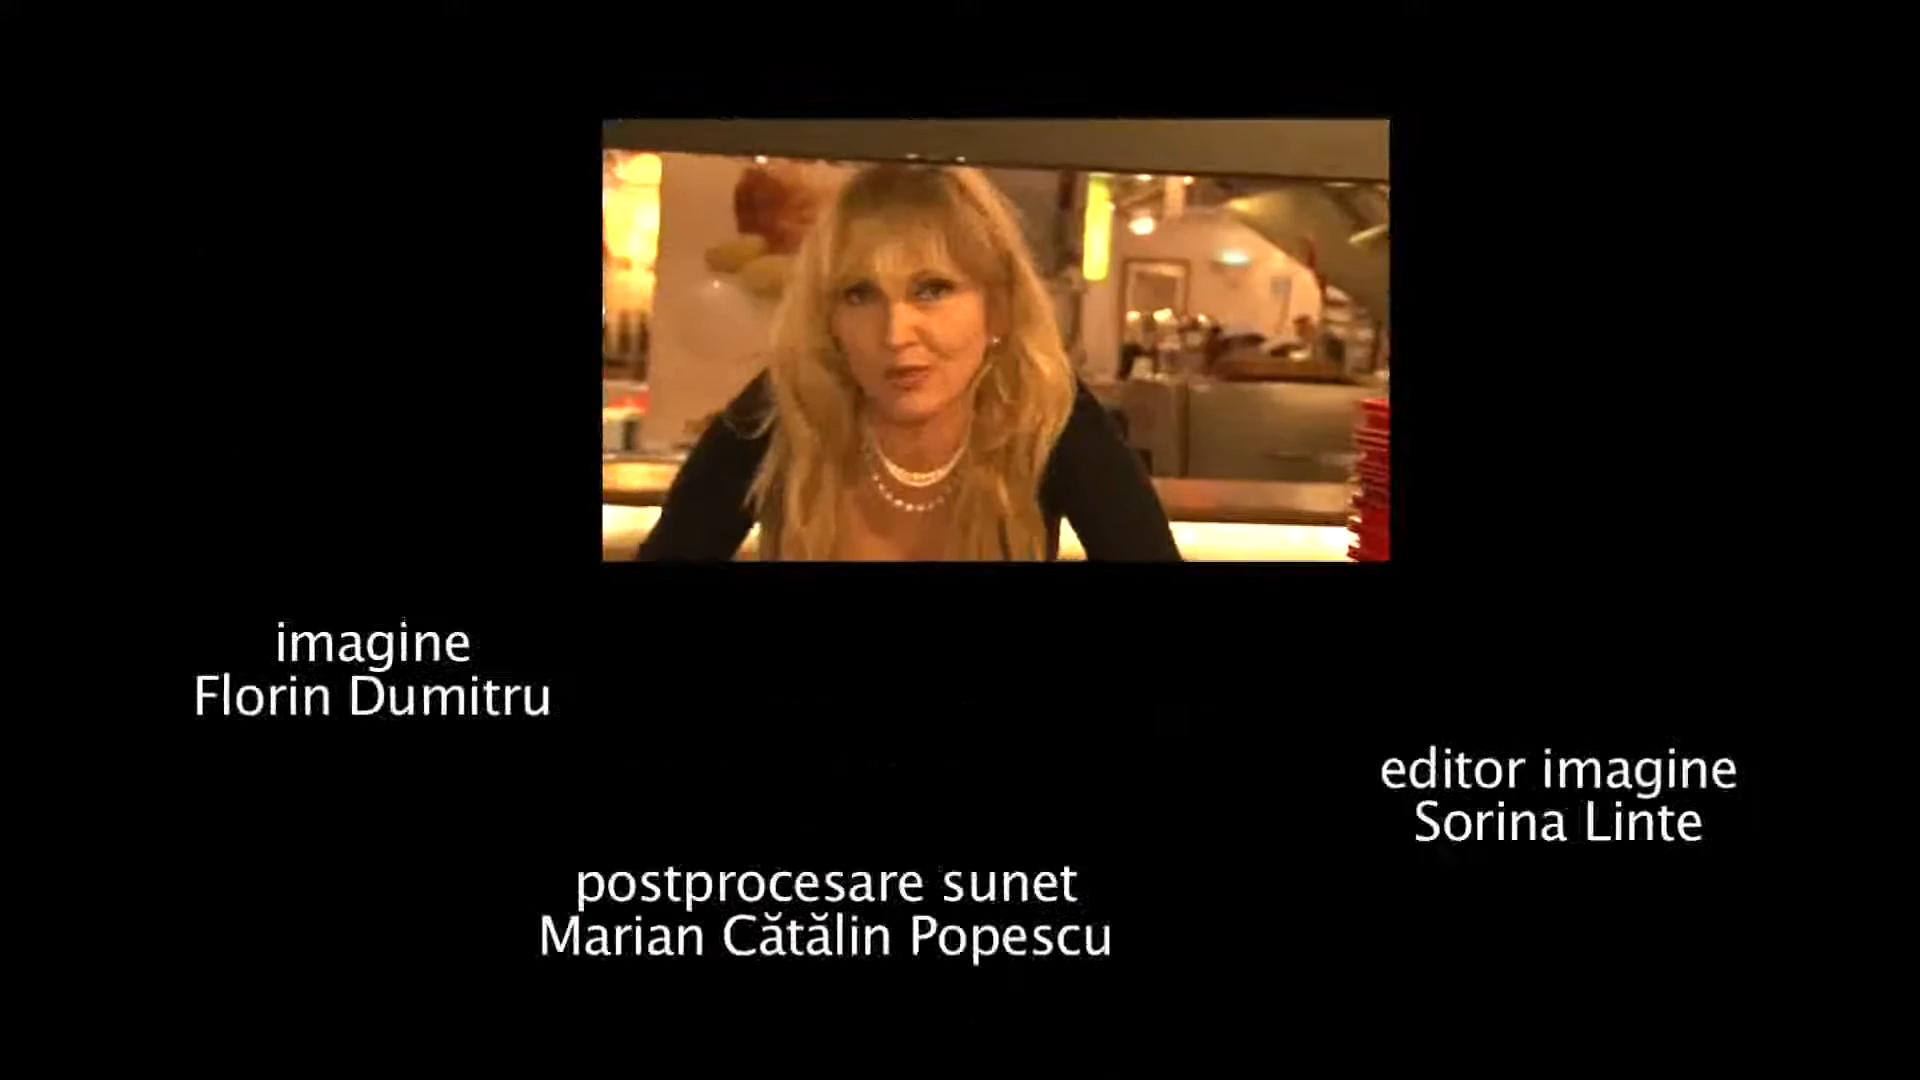 imagine
Florin Dumitru
editor imagine
Sorina Linte
postprocesare sunet
Marian Cătălin Popescu